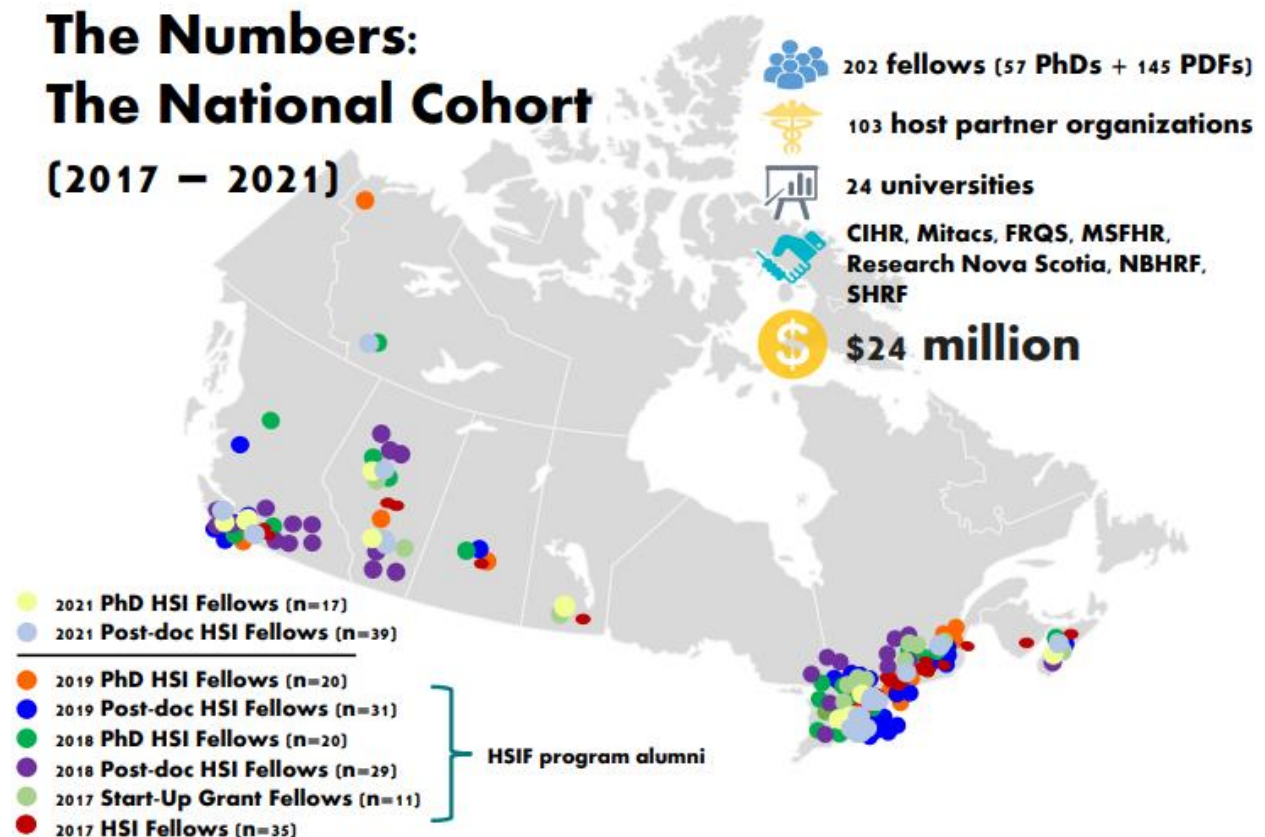 The Numbers:
The National Cohort
(2017 – 2021)
202 fellows (57 PhDs + 145 PDFs)
103 host partner organizations
24 universities
CIHR, Mitacs, FRQS, MSFHR,
Research Nova Scotia, NBHRF,
SHRF
$
$24 million
2021 PhD HSI Fellows (n=17)
2021 Post-doc HSI Fellows (n=39)
2019 PhD HSI Fellows (n=20)
2019 Post-doc HSI Fellows (n=31)
2018 PhD HSI Fellows (n=20)
2018 Post-doc HSI Fellows (n=29)
2017 Start-Up Grant Fellows (n=11)
2017 HSI Fellows (n=35)
HSIF program alumni